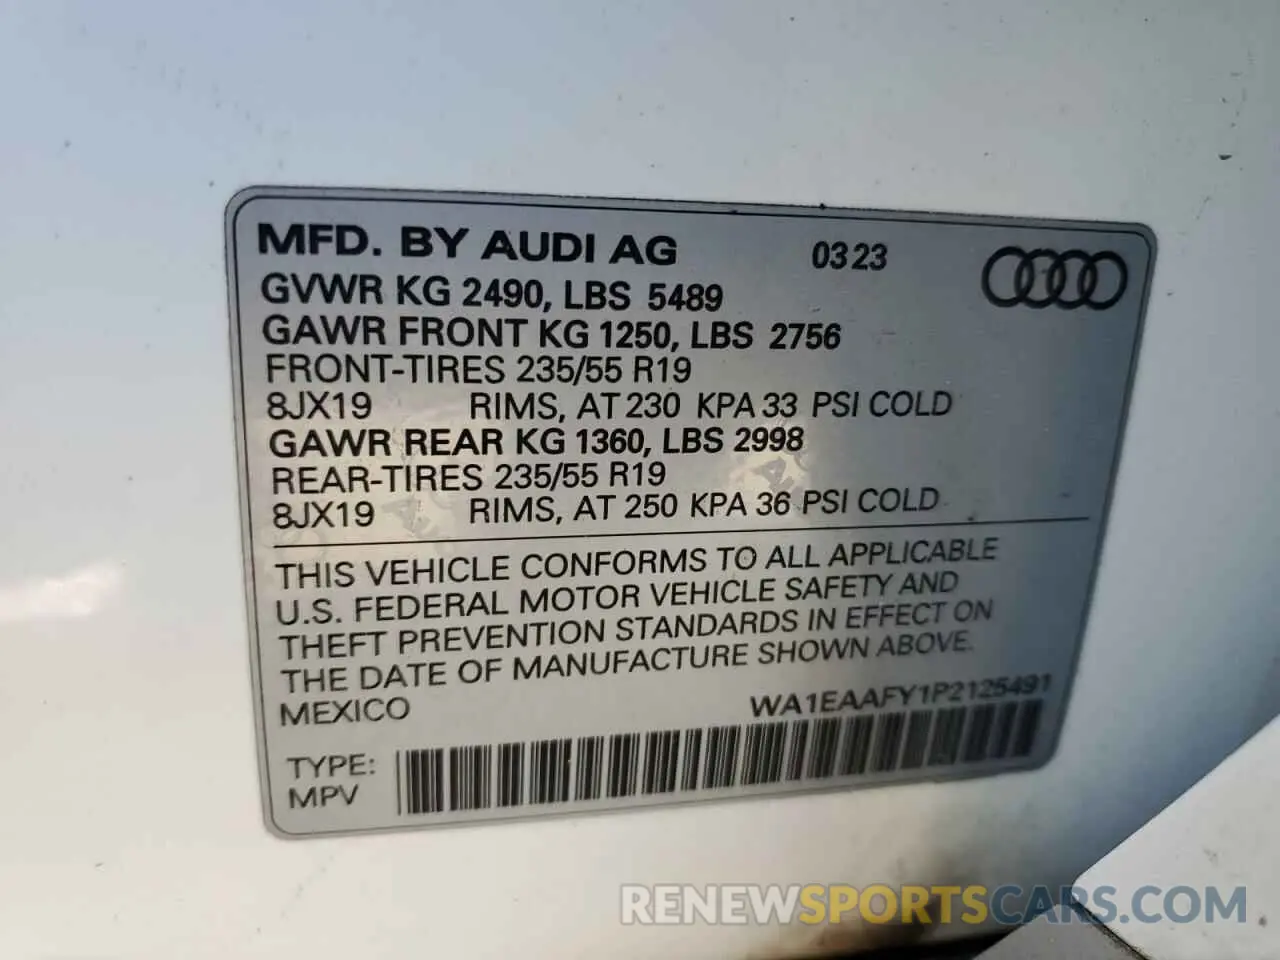 MFD. BY AUDI AG 03 23
GVWR KG 2490, LBS 5489
GAWR FRONT KG 1250, LBS 2756
FRONT-TIRES 235/55 R19
8JX19 RIMS, AT 230 KPA 33 PSI COLD
GAWR REAR KG 1360, LBS 2998
REAR-TIRES 235/55 R19
8JX19 RIMS, AT 250 KPA 36 PSI COLD
THIS VEHICLE CONFORMS TO ALL APPLICABLE
U.S. FEDERAL MOTOR VEHICLE SAFETY AND
THEFT PREVENTION STANDARDS IN EFFECT ON
THE DATE OF MANUFACTURE SHOWN ABOVE.
MEXICO WA1EAAFY1P2125491
TYPE:
MPV
RENEWSPORTSCARS.COM